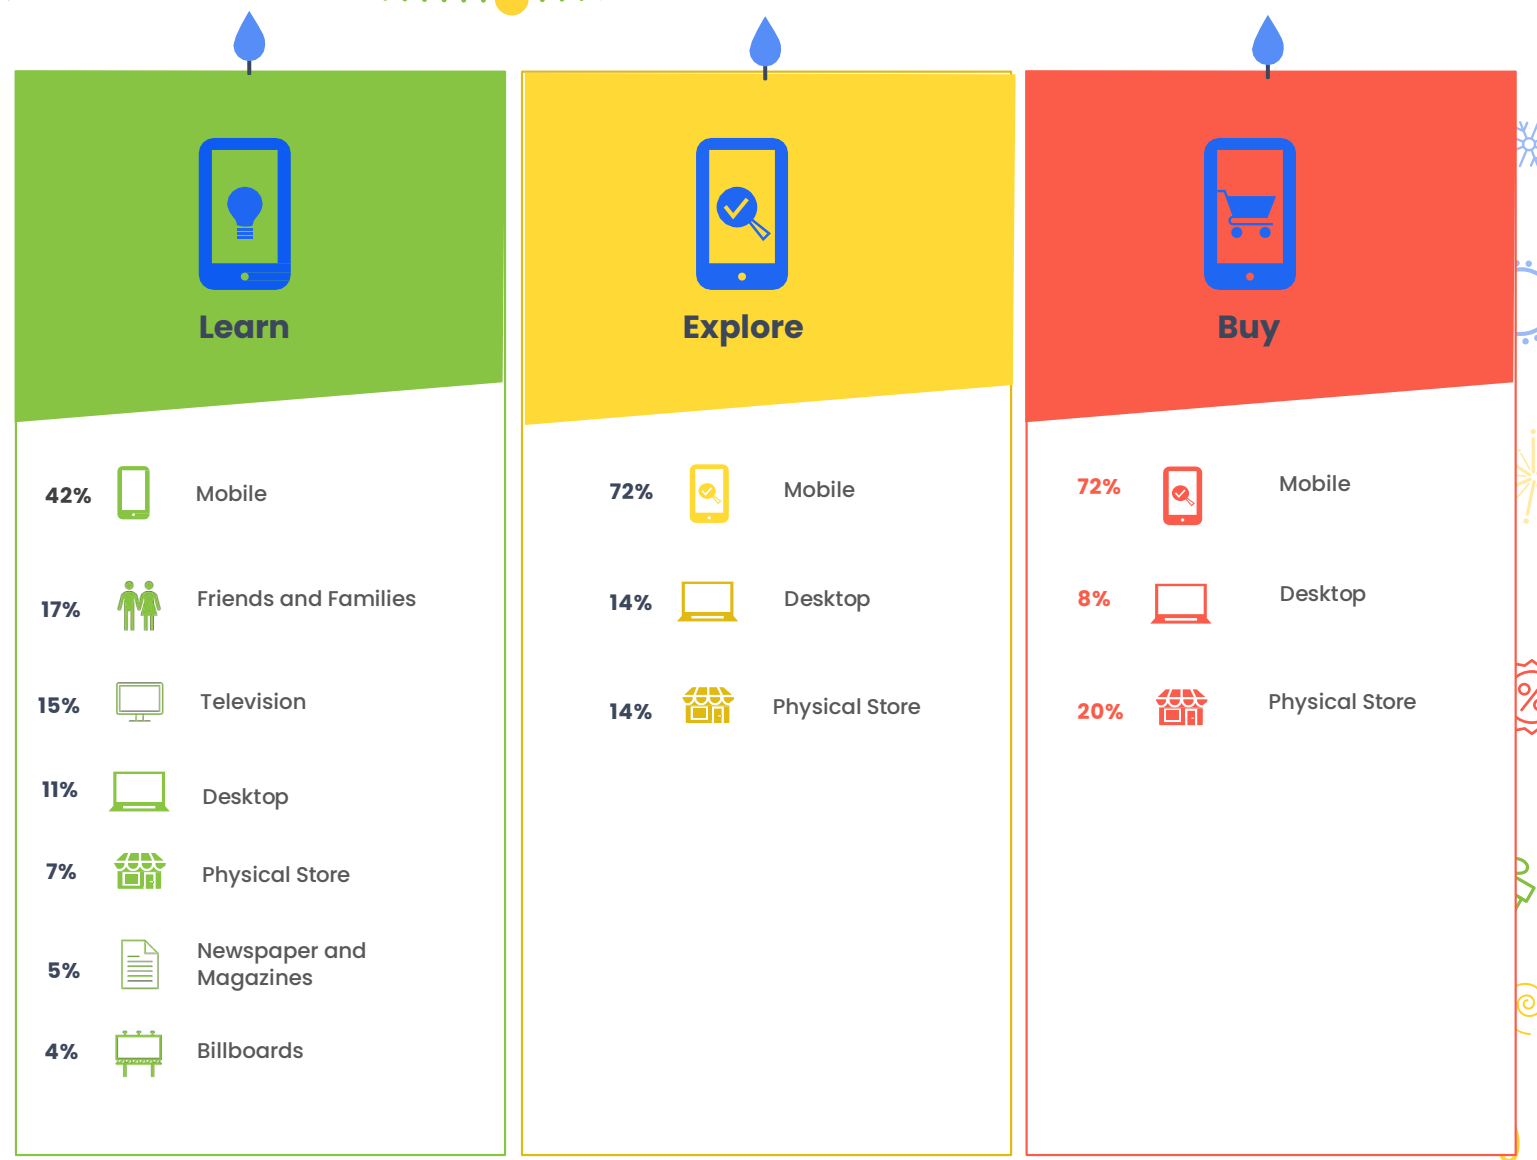 Learn
42% Mobile
17% Friends and Families
15% Television
11% Desktop
7% Physical Store
5% Newspaper and
Magazines
4% Billboards
Explore
72% Mobile
14% Desktop
14% Physical Store
Buy
72% Mobile
8% Desktop
20% Physical Store
%